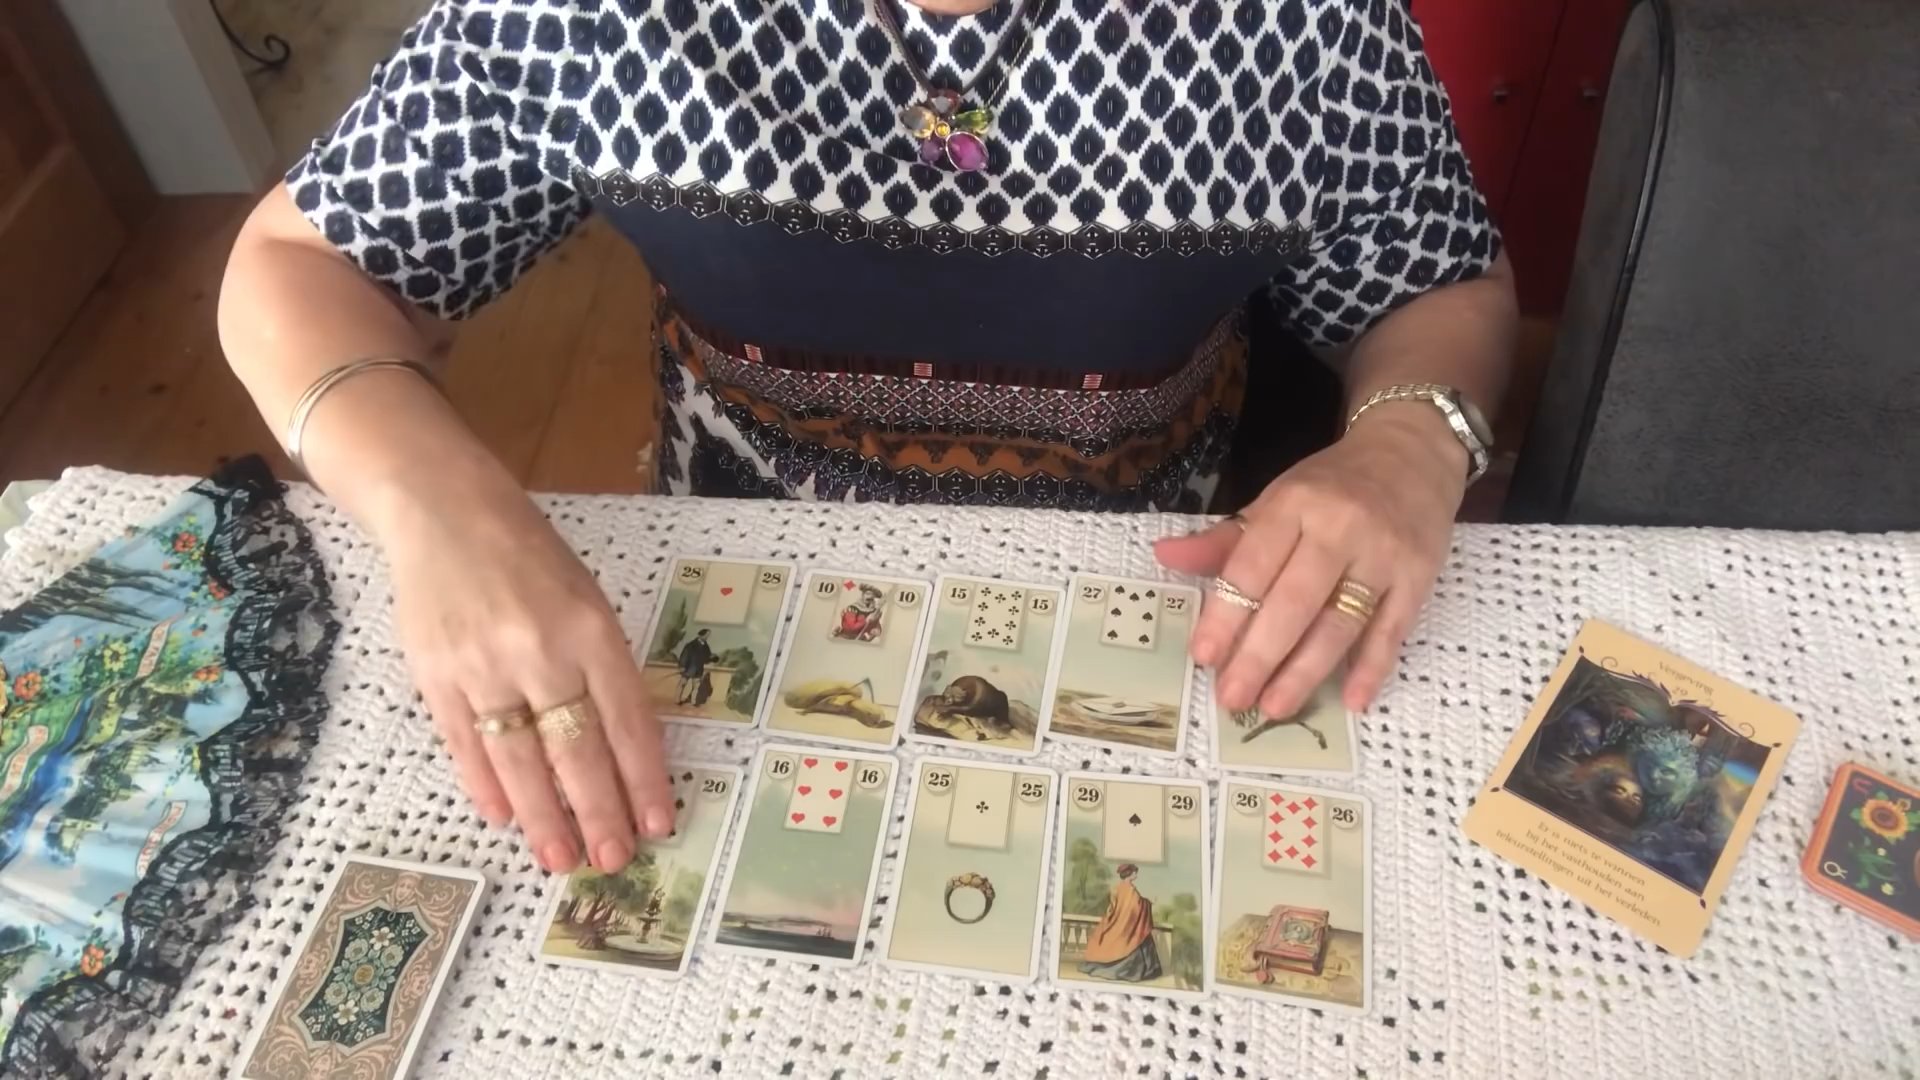 28 28
10 10
15 15
27 27
20
16 16
25 25
29 29
26 26
Vergeving
29
Er is niets te winnen
bij het vasthouden aan
teleurstellingen uit het verleden